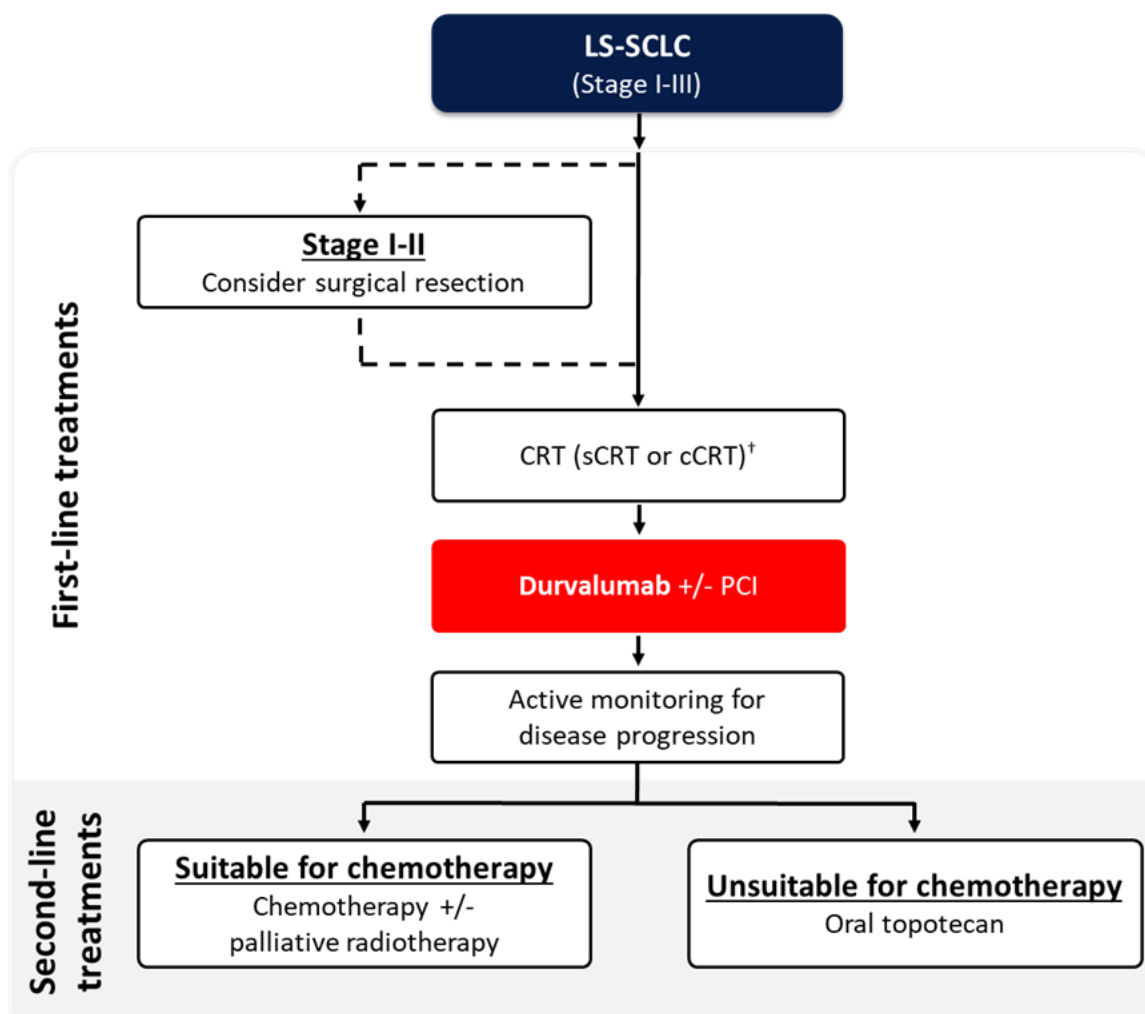 LS-SCLC
(Stage I-III)
First-line treatments
Stage I-II
Consider surgical resection
CRT (sCRT or cCRT)†
Durvalumab +/- PCI
Active monitoring for
disease progression
Second-line
treatments
Suitable for chemotherapy
Chemotherapy +/-
palliative radiotherapy
Unsuitable for chemotherapy
Oral topotecan